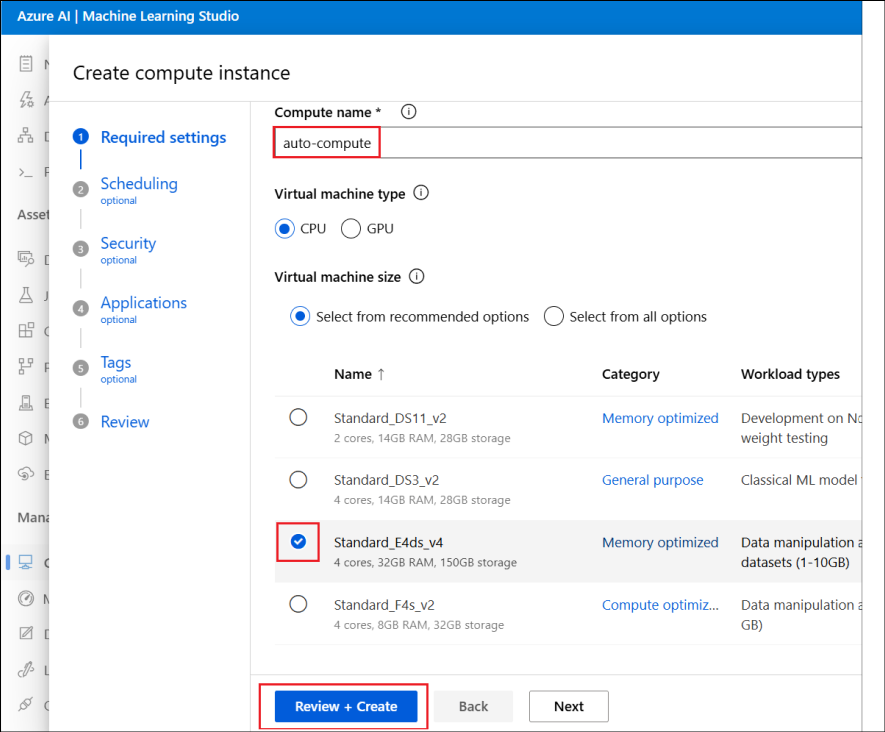 Azure AI | Machine Learning Studio
Create compute instance
1 Required settings
2 Scheduling
optional
3 Security
optional
4 Applications
optional
5 Tags
optional
6 Review
Asset
Mana
Compute name *
auto-compute
Virtual machine type
CPU GPU
Virtual machine size
Select from recommended options Select from all options
Name ↑ Category Workload types
Standard_DS11_v2 Memory optimized Development on No
2 cores, 14GB RAM, 28GB storage weight testing
Standard_DS3_v2 General purpose Classical ML model
4 cores, 14GB RAM, 28GB storage
Standard_E4ds_v4 Memory optimized Data manipulation a
4 cores, 32GB RAM, 150GB storage datasets (1-10GB)
Standard_F4s_v2 Compute optimiz... Data manipulation a
4 cores, 8GB RAM, 32GB storage GB)
Review + Create Back Next